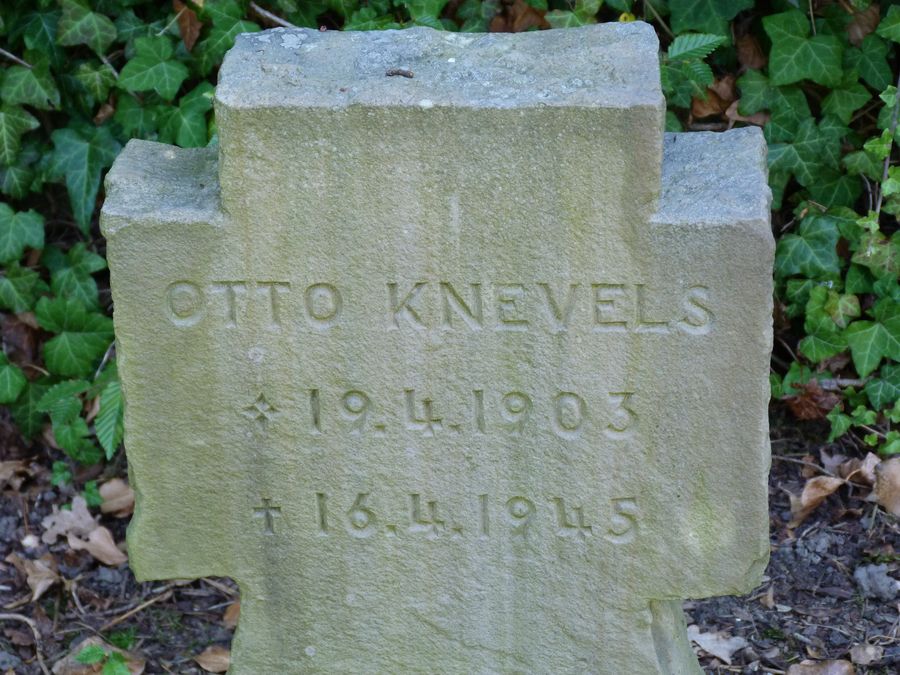 OTTO KNEVELS
✧ 19.4.1903
✝ 16.4.1945